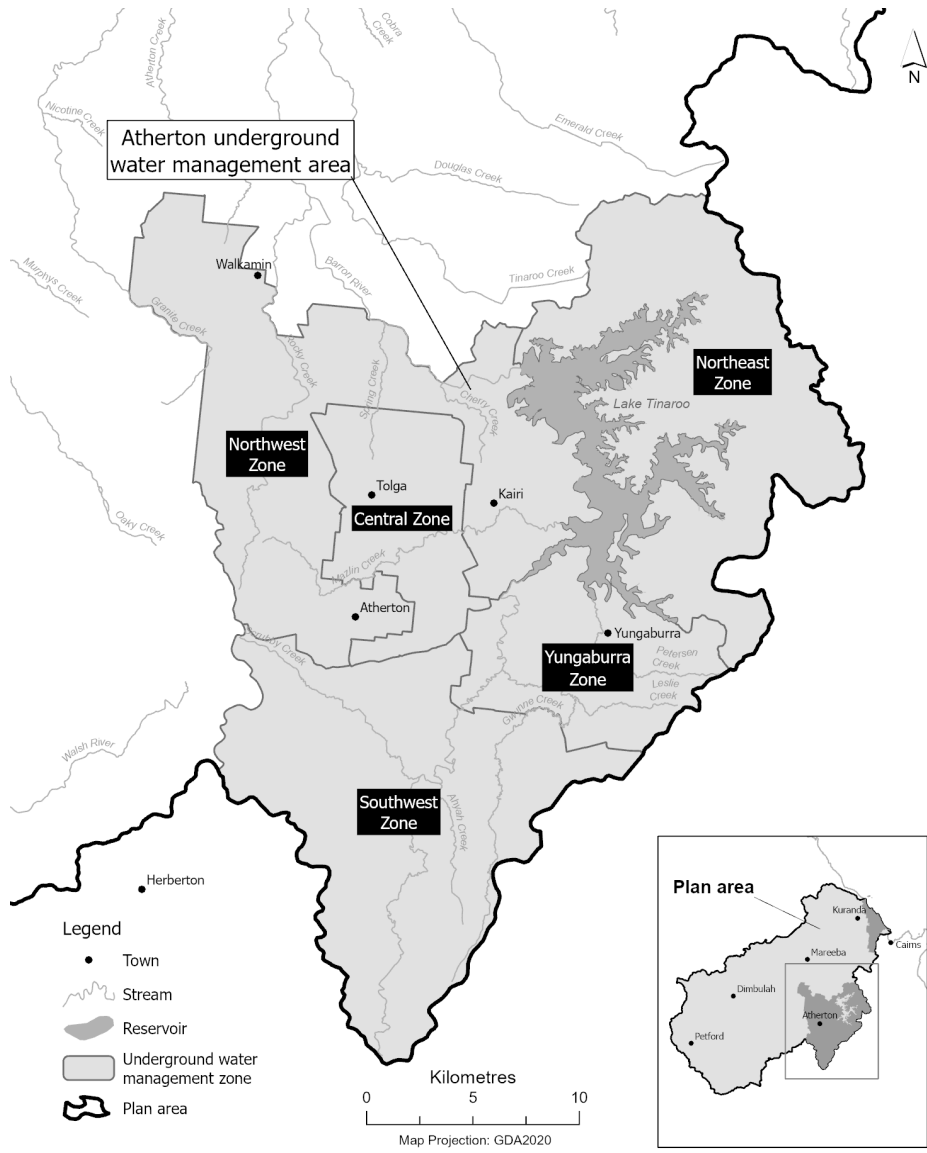 Cobra
Creek
Atherton Creek
N
Nicotine Creek
Emerald Creek
Atherton underground
water management area
Douglas Creek
Walkamin
Murphys Creek
Barron River
Tinaroo Creek
Granite Creek
Rocky Creek
Spring Creek
Northeast
Zone
Cherry Creek
Lake Tinaroo
Northwest
Zone
Tolga
Kairi
Central Zone
Oaky Creek
Mazlin Creek
Atherton
Yungaburra
Scrubby Creek
Petersen
Creek
Yungaburra
Zone
Leslie
Creek
Gwynne Creek
Walsh River
Southwest
Zone
Ahyah Creek
Herberton
Legend
Town
Stream
Reservoir
Underground water
management zone
Plan area
Kilometres
0 5 10
Map Projection: GDA2020
Plan area
Kuranda
Cairns
Mareeba
Dimbulah
Atherton
Petford